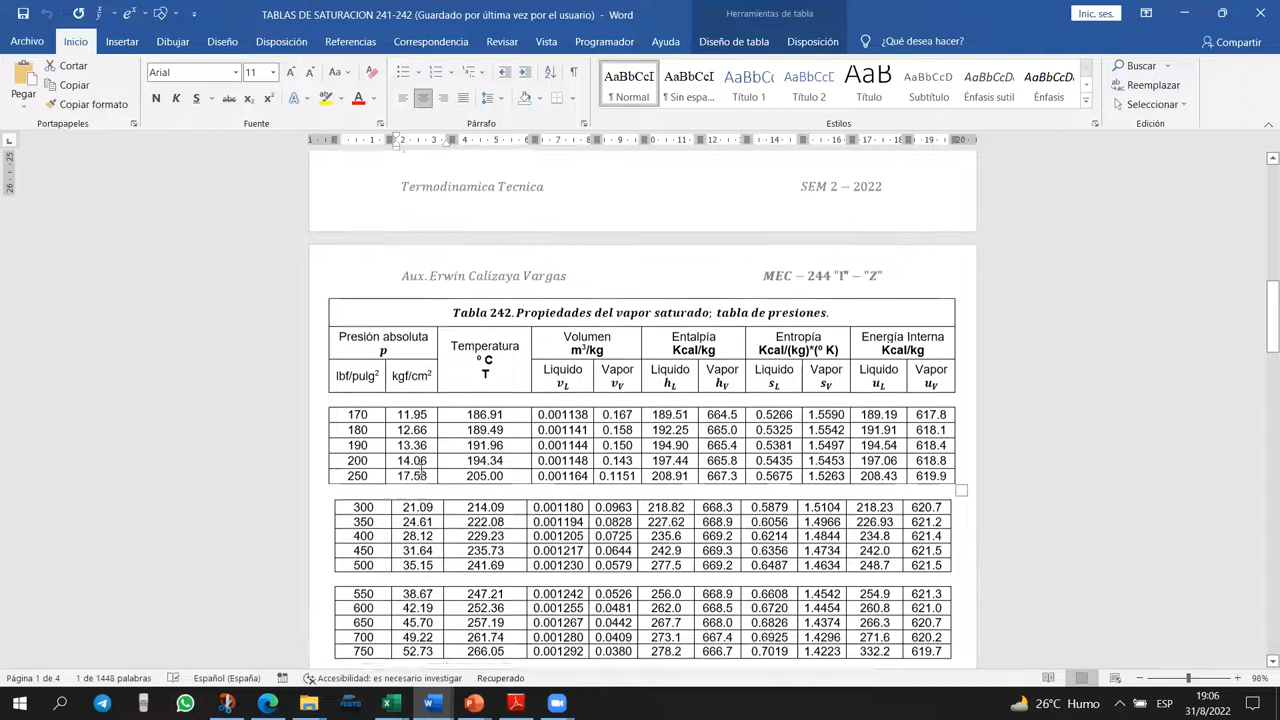 TABLAS DE SATURACION 241-242 (Guardado por última vez por el usuario) - Word
Herramientas de tabla
Inic. ses.
Archivo Inicio Insertar Dibujar Diseño Disposición Referencias Correspondencia Revisar Vista Programador Ayuda Diseño de tabla Disposición ¿Qué desea hacer? Compartir
Pegar
Cortar
Copiar
Copiar formato
Portapapeles
Arial 11
Fuente
Párrafo
AaBbCcI ¶ Normal
AaBbCcI ¶ Sin espa...
AaBbCc Título 1
AaBbCcI Título 2
AaB Título
AaBbCcD Subtítulo
AaBbCcI Énfasis sutil
AaBbCcI Énfasis
Estilos
Buscar
Reemplazar
Seleccionar
Edición
Termodinamica Tecnica SEM 2 − 2022
Aux. Erwin Calizaya Vargas MEC − 244 "I" − "Z"
Tabla 242. Propiedades del vapor saturado; tabla de presiones.
Presión absoluta p
Temperatura º C T
Volumen m³/kg
Entalpía Kcal/kg
Entropía Kcal/(kg)*(º K)
Energía Interna Kcal/kg
lbf/pulg² kgf/cm² Liquido vL Vapor vV Liquido hL Vapor hV Liquido sL Vapor sV Liquido uL Vapor uV
170 11.95 186.91 0.001138 0.167 189.51 664.5 0.5266 1.5590 189.19 617.8
180 12.66 189.49 0.001141 0.158 192.25 665.0 0.5325 1.5542 191.91 618.1
190 13.36 191.96 0.001144 0.150 194.90 665.4 0.5381 1.5497 194.54 618.4
200 14.06 194.34 0.001148 0.143 197.44 665.8 0.5435 1.5453 197.06 618.8
250 17.58 205.00 0.001164 0.1151 208.91 667.3 0.5675 1.5263 208.43 619.9
300 21.09 214.09 0.001180 0.0963 218.82 668.3 0.5879 1.5104 218.23 620.7
350 24.61 222.08 0.001194 0.0828 227.62 668.9 0.6056 1.4966 226.93 621.2
400 28.12 229.23 0.001205 0.0725 235.6 669.2 0.6214 1.4844 234.8 621.4
450 31.64 235.73 0.001217 0.0644 242.9 669.3 0.6356 1.4734 242.0 621.5
500 35.15 241.69 0.001230 0.0579 277.5 669.2 0.6487 1.4634 248.7 621.5
550 38.67 247.21 0.001242 0.0526 256.0 668.9 0.6608 1.4542 254.9 621.3
600 42.19 252.36 0.001255 0.0481 262.0 668.5 0.6720 1.4454 260.8 621.0
650 45.70 257.19 0.001267 0.0442 267.7 668.0 0.6826 1.4374 266.3 620.7
700 49.22 261.74 0.001280 0.0409 273.1 667.4 0.6925 1.4296 271.6 620.2
750 52.73 266.05 0.001292 0.0380 278.2 666.7 0.7019 1.4223 332.2 619.7
Página 1 de 4 1 de 1448 palabras Español (España) Accesibilidad: es necesario investigar Recuperado 98%
26°C Humo ESP 19:06
31/8/2022